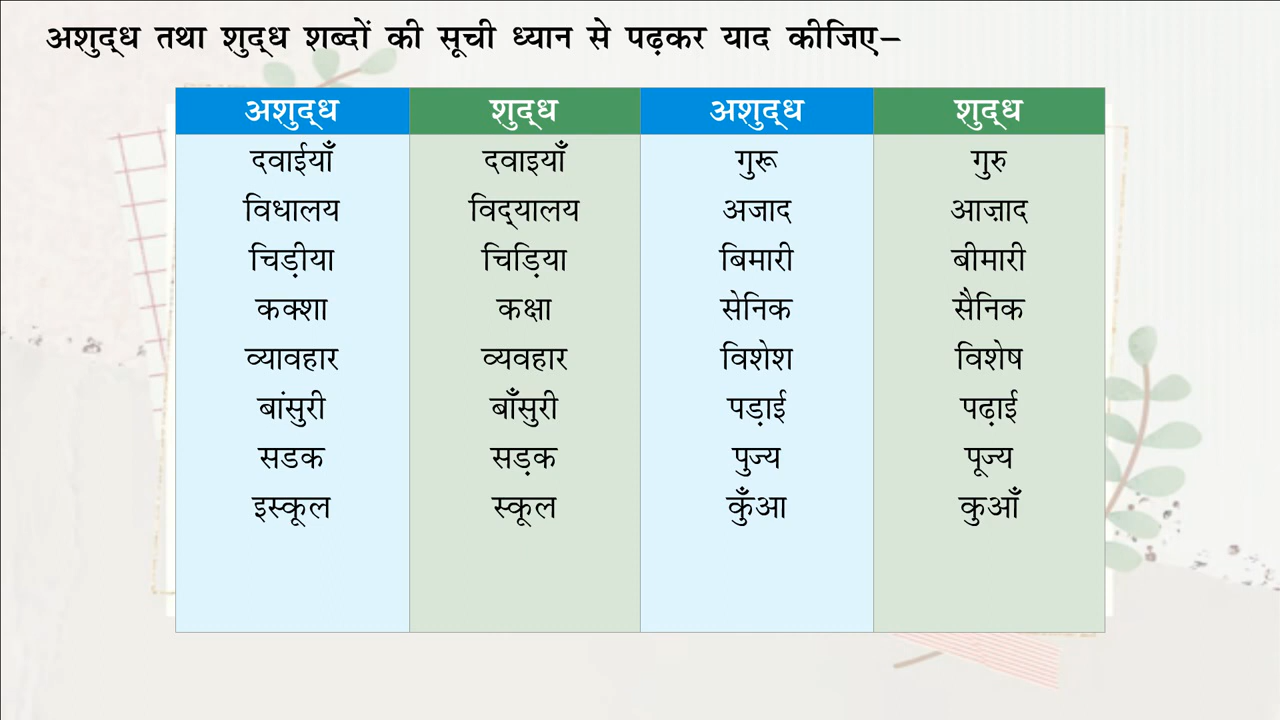 अशुद्ध तथा शुद्ध शब्दों की सूची ध्यान से पढ़कर याद कीजिए–
अशुद्ध शुद्ध अशुद्ध शुद्ध
दवाईयाँ दवाइयाँ गुरू गुरु
विधालय विद्यालय अजाद आज़ाद
चिड़ीया चिड़िया बिमारी बीमारी
कक्शा कक्षा सेनिक सैनिक
व्यावहार व्यवहार विशेश विशेष
बांसुरी बाँसुरी पड़ाई पढ़ाई
सडक सड़क पुज्य पूज्य
इस्कूल स्कूल कुँआ कुआँ